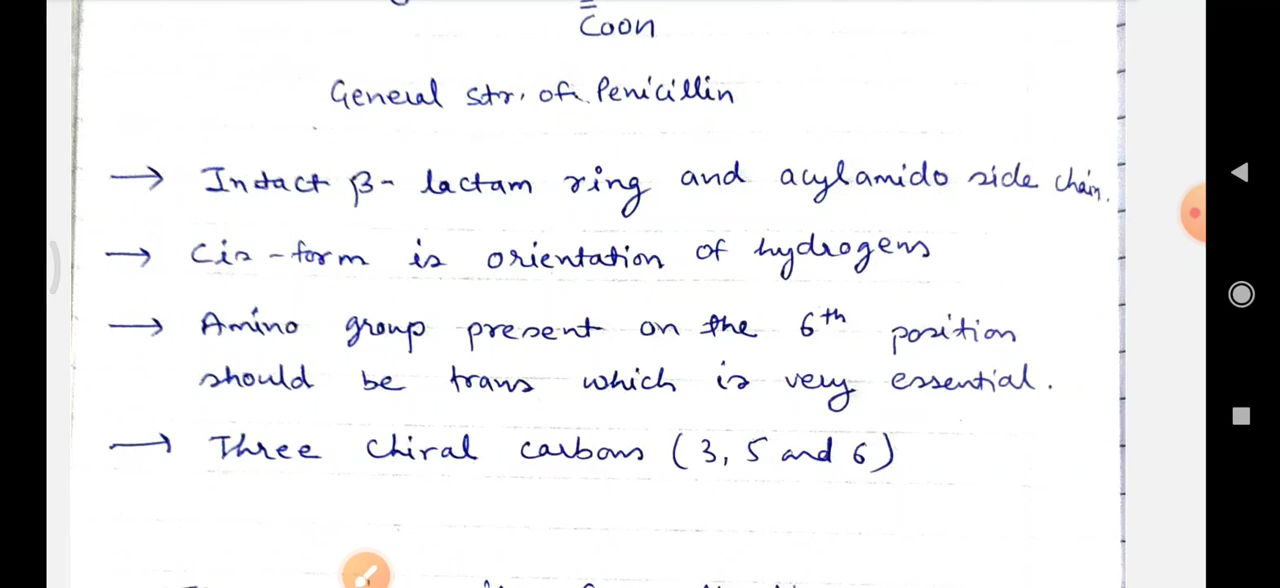 COOH
General str. of Penicillin
→ Intact β- lactam ring and acylamido side chain.
→ Cis-form is orientation of hydrogens
→ Amino group present on the 6th position
should be trans which is very essential.
→ Three chiral carbons (3, 5 and 6)